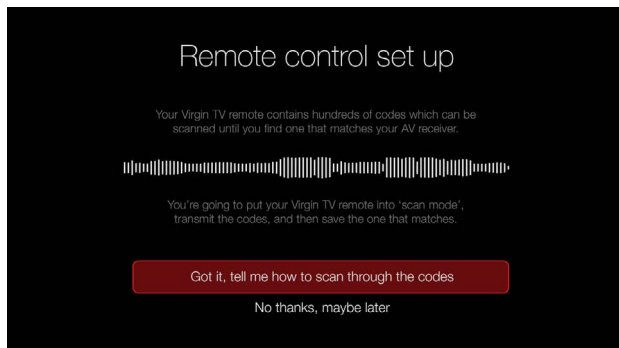 Remote control set up
Your Virgin TV remote contains hundreds of codes which can be
scanned until you find one that matches your AV receiver.
You're going to put your Virgin TV remote into 'scan mode',
transmit the codes, and then save the one that matches.
Got it, tell me how to scan through the codes
No thanks, maybe later